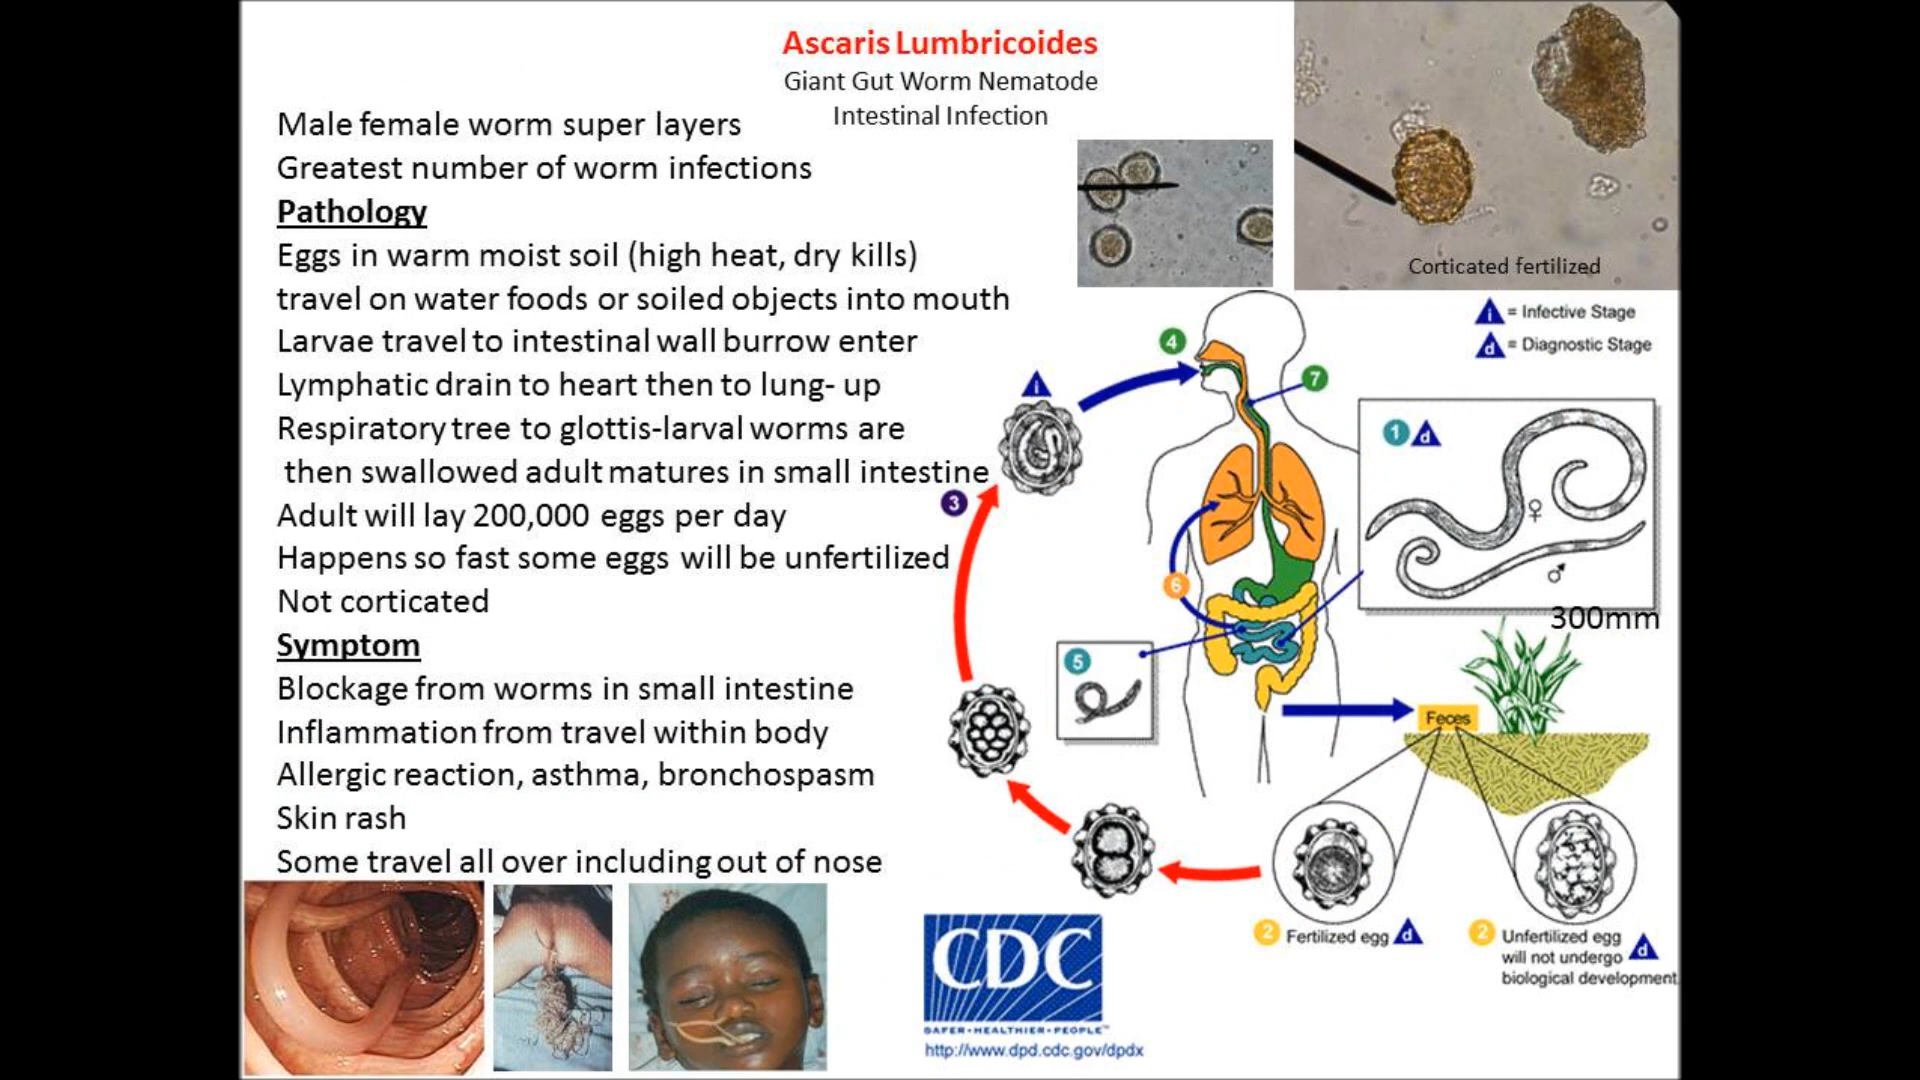 Ascaris Lumbricoides
Giant Gut Worm Nematode
Intestinal Infection
Male female worm super layers
Greatest number of worm infections
Pathology
Eggs in warm moist soil (high heat, dry kills)
travel on water foods or soiled objects into mouth
Larvae travel to intestinal wall burrow enter
Lymphatic drain to heart then to lung- up
Respiratory tree to glottis-larval worms are
then swallowed adult matures in small intestine
Adult will lay 200,000 eggs per day
Happens so fast some eggs will be unfertilized
Not corticated
Symptom
Blockage from worms in small intestine
Inflammation from travel within body
Allergic reaction, asthma, bronchospasm
Skin rash
Some travel all over including out of nose
Corticated fertilized
i = Infective Stage
d = Diagnostic Stage
4
7
i
1 d
3
♀
♂
6
300mm
5
Feces
2 Fertilized egg d
2 Unfertilized egg
will not undergo d
biological development
CDC
SAFER • HEALTHIER • PEOPLE™
http://www.dpd.cdc.gov/dpdx